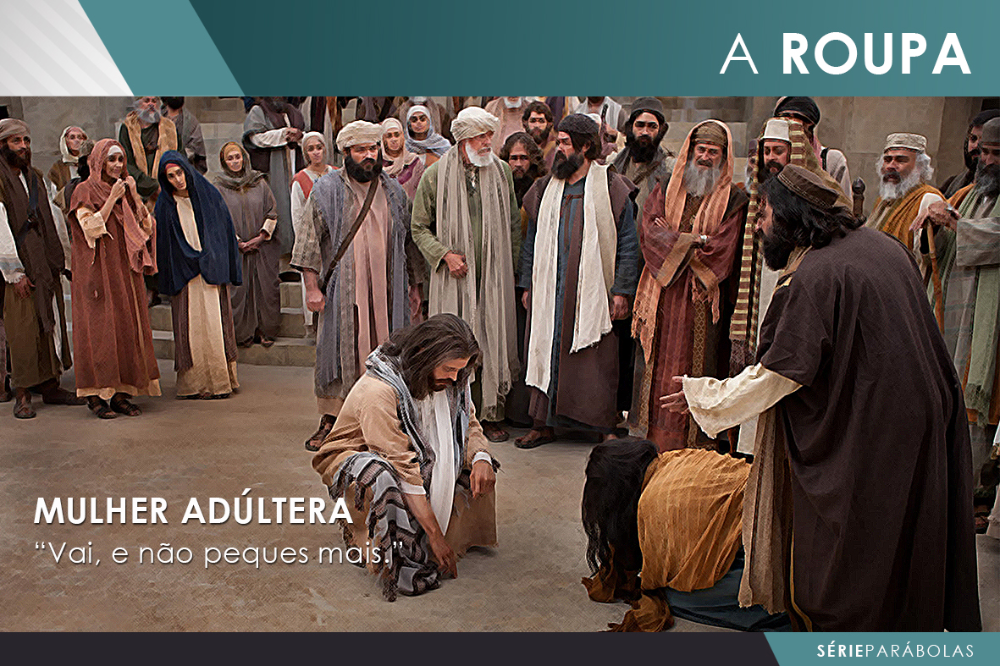 A ROUPA
MULHER ADÚLTERA
“Vai, e não peques mais.”
SÉRIEPARÁBOLAS